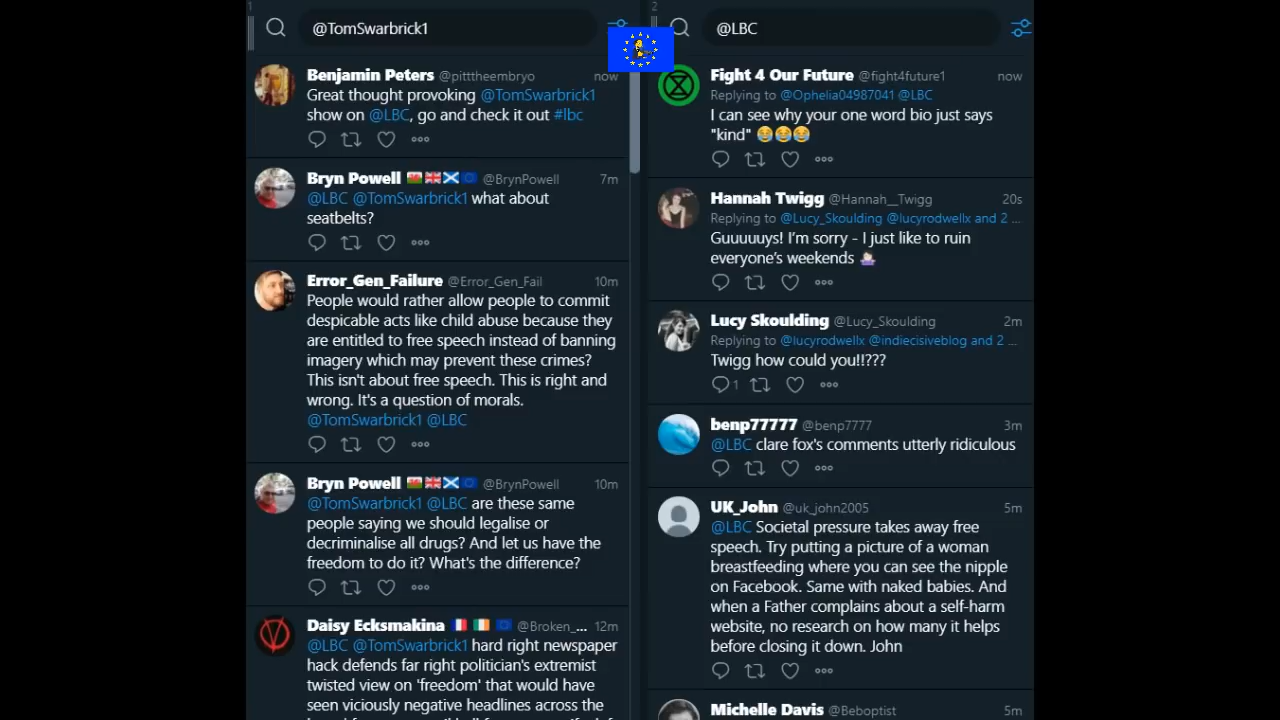 1
@TomSwarbrick1
Benjamin Peters @pitttheembryo now
Great thought provoking @TomSwarbrick1
show on @LBC, go and check it out #lbc
Bryn Powell @BrynPowell 7m
@LBC @TomSwarbrick1 what about
seatbelts?
Error_Gen_Failure @Error_Gen_Fail 10m
People would rather allow people to commit
despicable acts like child abuse because they
are entitled to free speech instead of banning
imagery which may prevent these crimes?
This isn't about free speech. This is right and
wrong. It's a question of morals.
@TomSwarbrick1 @LBC
Bryn Powell @BrynPowell 10m
@TomSwarbrick1 @LBC are these same
people saying we should legalise or
decriminalise all drugs? And let us have the
freedom to do it? What's the difference?
Daisy Ecksmakina @Broken_... 12m
@LBC @TomSwarbrick1 hard right newspaper
hack defends far right politician's extremist
twisted view on 'freedom' that would have
seen viciously negative headlines across the
2
@LBC
Fight 4 Our Future @fight4future1 now
Replying to @Ophelia04987041 @LBC
I can see why your one word bio just says
"kind" 😂😂😂
Hannah Twigg @Hannah__Twigg 20s
Replying to @Lucy_Skoulding @lucyrodwellx and 2 ...
Guuuuuys! I'm sorry - I just like to ruin
everyone's weekends 🤷🏻‍♀️
Lucy Skoulding @Lucy_Skoulding 2m
Replying to @lucyrodwellx @indiecisiveblog and 2 ...
Twigg how could you!!???
1
benp77777 @benp7777 3m
@LBC clare fox's comments utterly ridiculous
UK_John @uk_john2005 5m
@LBC Societal pressure takes away free
speech. Try putting a picture of a woman
breastfeeding where you can see the nipple
on Facebook. Same with naked babies. And
when a Father complains about a self-harm
website, no research on how many it helps
before closing it down. John
Michelle Davis @Beboptist 5m